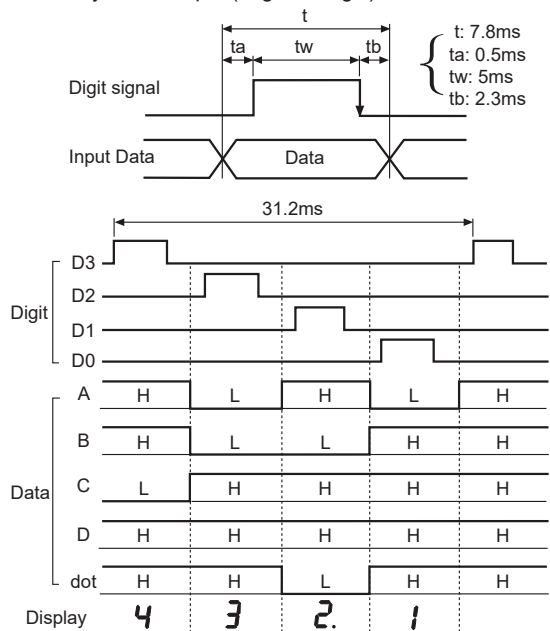 t
ta tw tb
t: 7.8ms
ta: 0.5ms
tw: 5ms
tb: 2.3ms
Digit signal
Input Data Data
31.2ms
Digit
D3
D2
D1
D0
Data
A H L H L H
B H L L H H
C L H H H H
D H H H H H
dot H H L H H
Display 4 3 2. 1